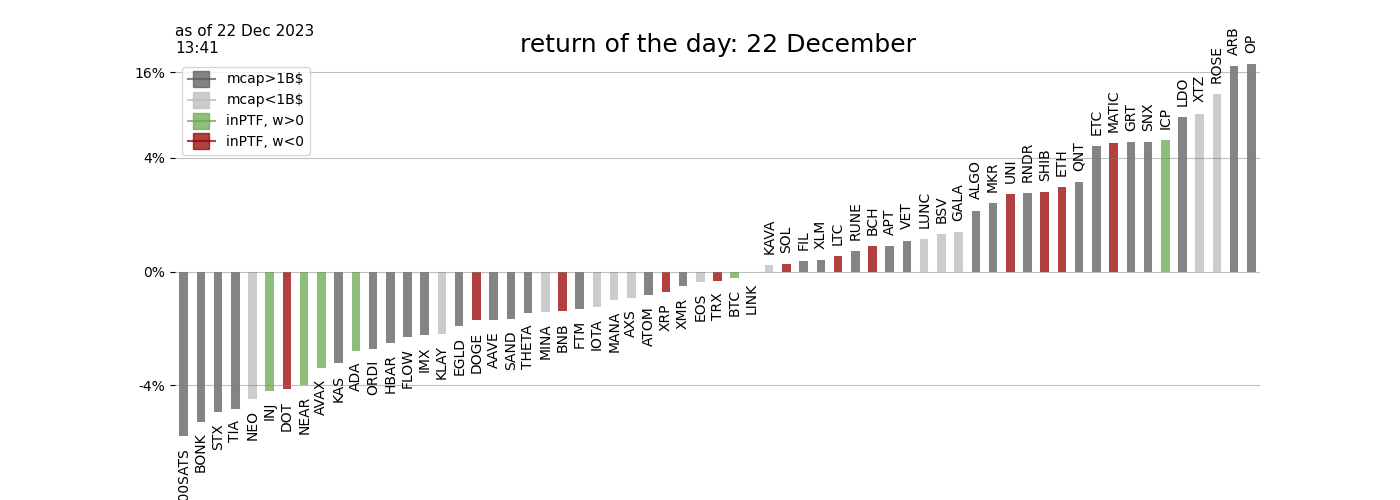 as of 22 Dec 2023
13:41
return of the day: 22 December
mcap>1B$
mcap<1B$
inPTF, w>0
inPTF, w<0
16%
4%
0%
-4%
00SATS
BONK
STX
TIA
NEO
INJ
DOT
NEAR
AVAX
KAS
ADA
ORDI
HBAR
FLOW
IMX
KLAY
EGLD
DOGE
AAVE
SAND
THETA
MINA
BNB
FTM
IOTA
MANA
AXS
ATOM
XRP
XMR
EOS
TRX
BTC
LINK
KAVA
SOL
FIL
XLM
LTC
RUNE
BCH
APT
VET
LUNC
BSV
GALA
ALGO
MKR
UNI
RNDR
SHIB
ETH
QNT
ETC
MATIC
GRT
SNX
ICP
LDO
XTZ
ROSE
ARB
OP